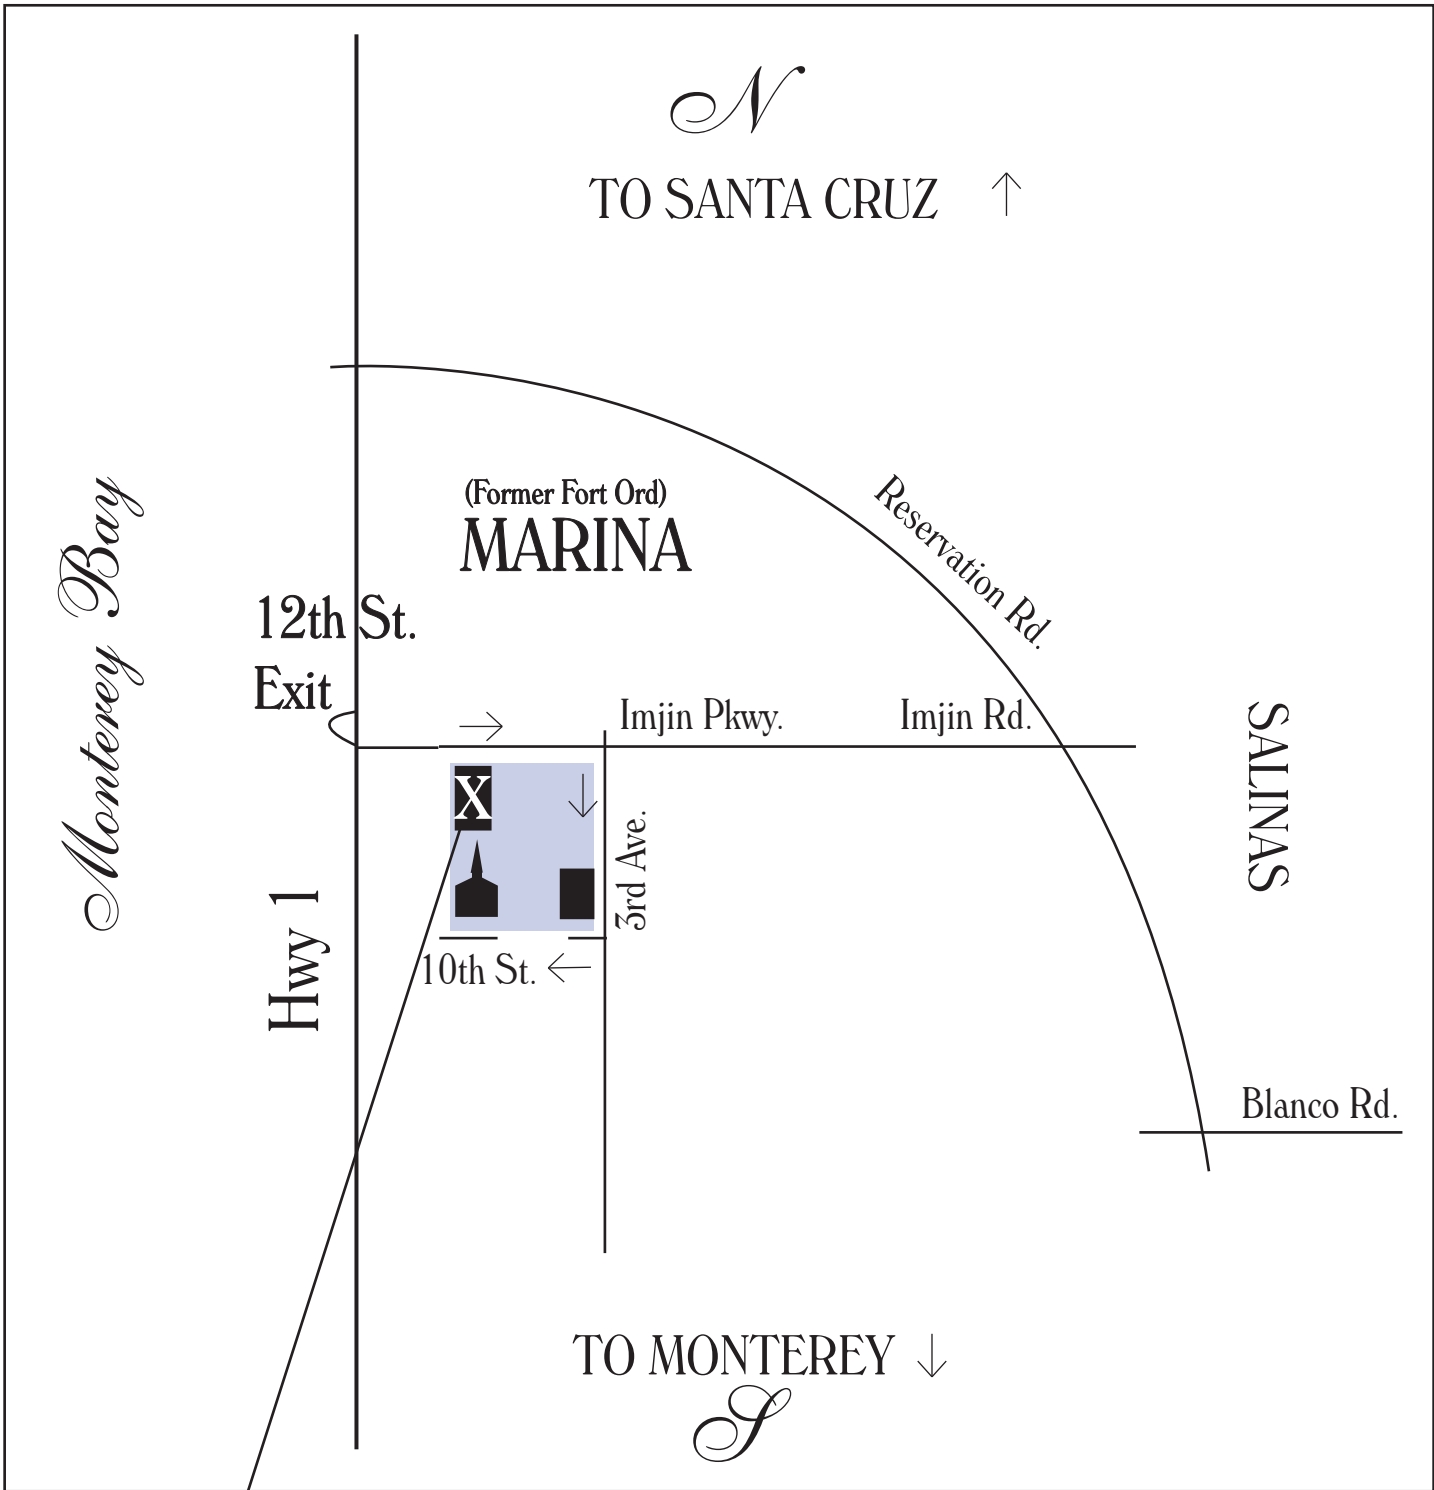 N
TO SANTA CRUZ
(Former Fort Ord)
MARINA
Reservation Rd.
Monterey Bay
12th St.
Exit
Imjin Pkwy.
Imjin Rd.
SALINAS
X
3rd Ave.
Hwy 1
10th St.
Blanco Rd.
TO MONTEREY
S